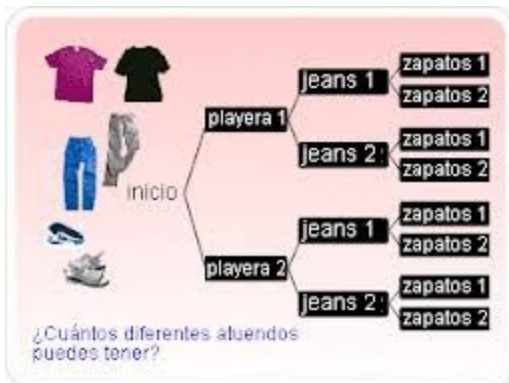 inicio
playera 1
jeans 1
zapatos 1
zapatos 2
jeans 2
zapatos 1
zapatos 2
playera 2
jeans 1
zapatos 1
zapatos 2
jeans 2
zapatos 1
zapatos 2
¿Cuántos diferentes atuendos
puedes tener?